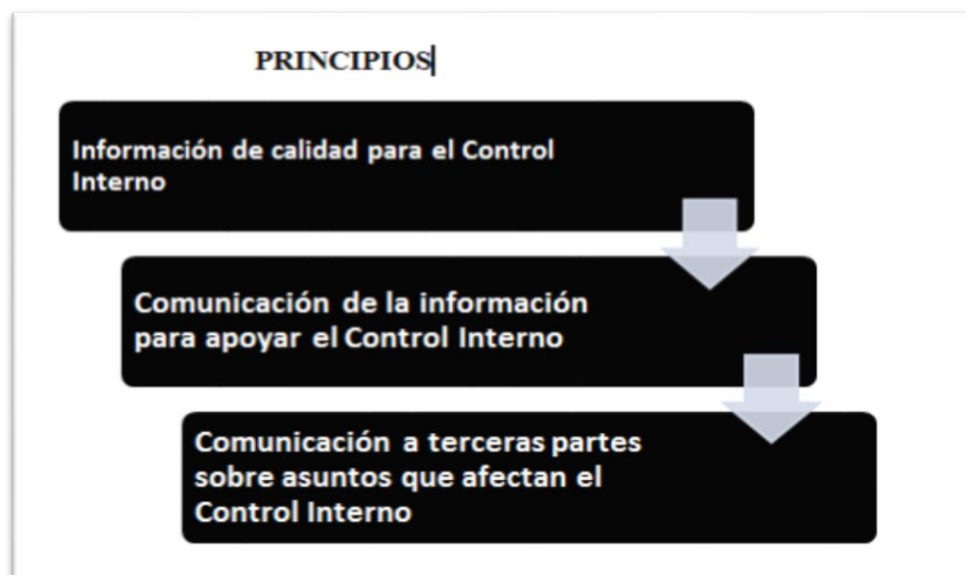 PRINCIPIOS
Información de calidad para el Control
Interno
Comunicación de la información
para apoyar el Control Interno
Comunicación a terceras partes
sobre asuntos que afectan el
Control Interno